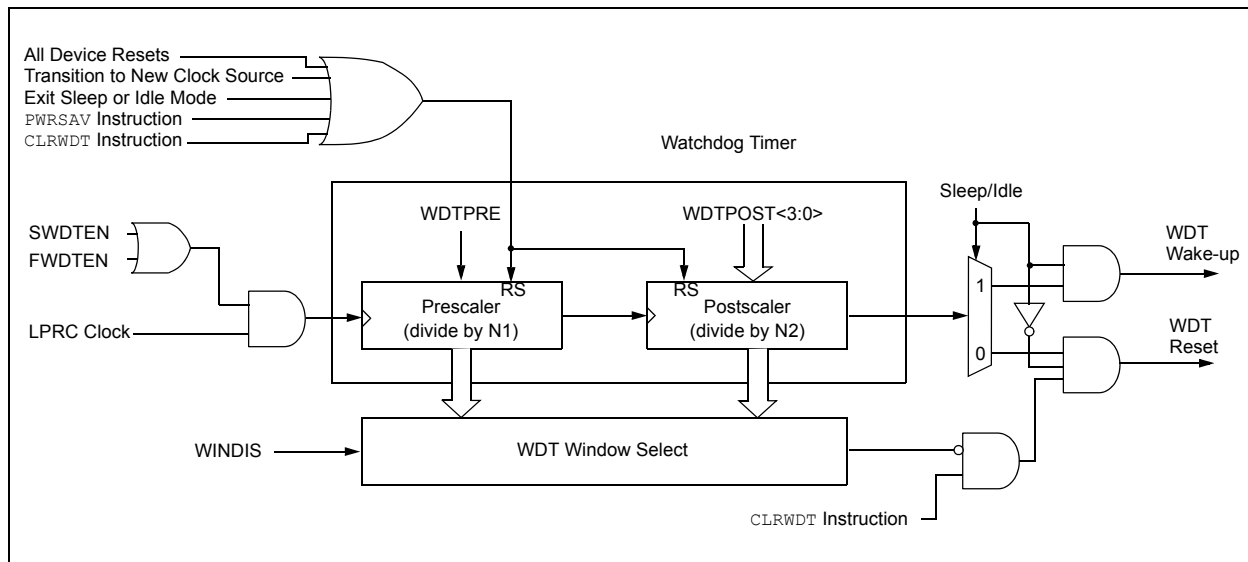 All Device Resets
Transition to New Clock Source
Exit Sleep or Idle Mode
PWRSAV Instruction
CLRWDT Instruction
Watchdog Timer
Sleep/Idle
WDTPRE
WDTPOST<3:0>
SWDTEN
FWDTEN
WDT
Wake-up
RS
RS
1
Prescaler
(divide by N1)
Postscaler
(divide by N2)
LPRC Clock
WDT
Reset
0
WINDIS
WDT Window Select
CLRWDT Instruction